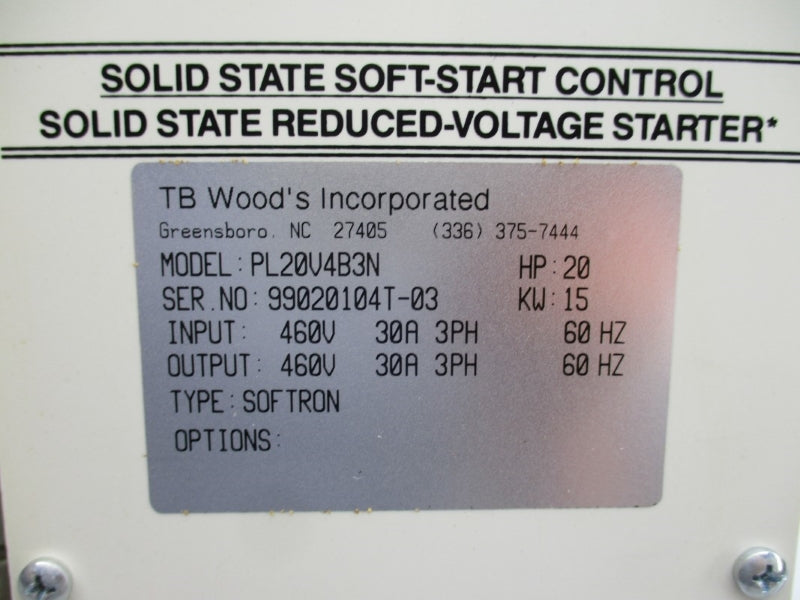 SOLID STATE SOFT-START CONTROL
SOLID STATE REDUCED-VOLTAGE STARTER*
TB Wood's Incorporated
Greensboro, NC 27405 (336) 375-7444
MODEL: PL20V4B3N HP: 20
SER.NO: 99020104T-03 KW: 15
INPUT: 460V 30A 3PH 60 HZ
OUTPUT: 460V 30A 3PH 60 HZ
TYPE: SOFTRON
OPTIONS: